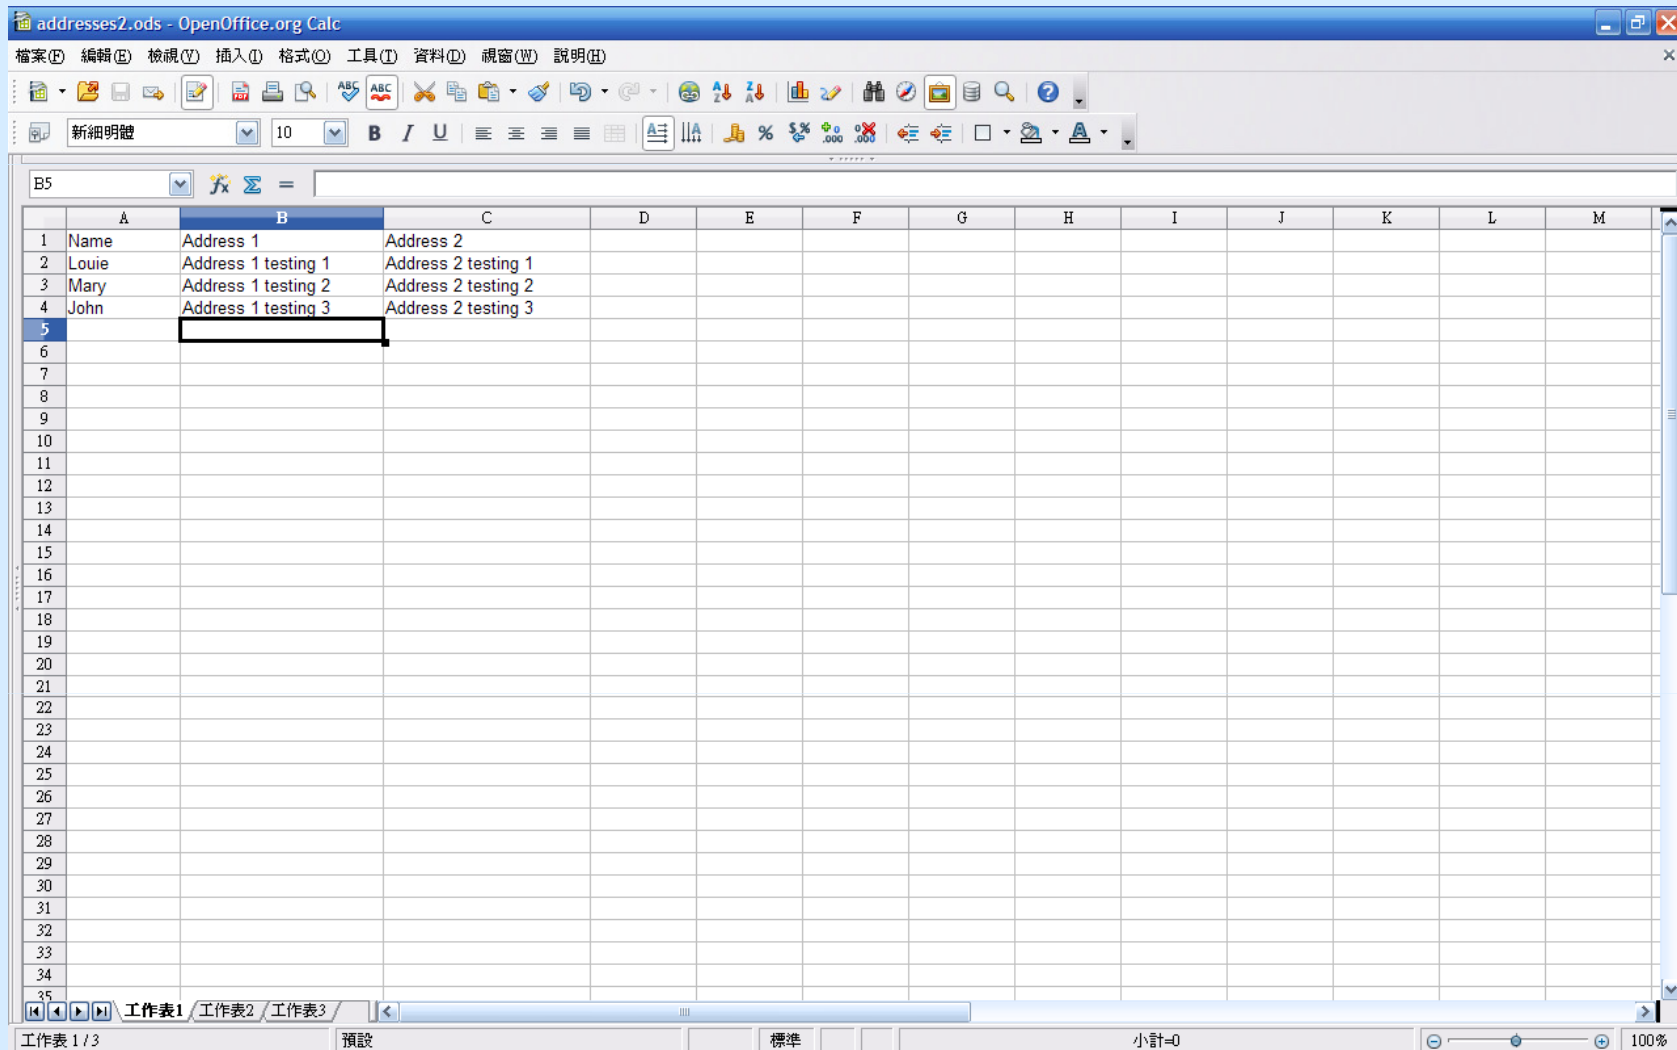 addresses2.ods - OpenOffice.org Calc
檔案(F) 編輯(E) 檢視(V) 插入(I) 格式(O) 工具(T) 資料(D) 視窗(W) 說明(H)
新細明體 10
B5
A B C D E F G H I J K L M
1 Name Address 1 Address 2
2 Louie Address 1 testing 1 Address 2 testing 1
3 Mary Address 1 testing 2 Address 2 testing 2
4 John Address 1 testing 3 Address 2 testing 3
5
6
7
8
9
10
11
12
13
14
15
16
17
18
19
20
21
22
23
24
25
26
27
28
29
30
31
32
33
34
35
工作表1 工作表2 工作表3
工作表 1 / 3 預設 標準 小計=0 100%